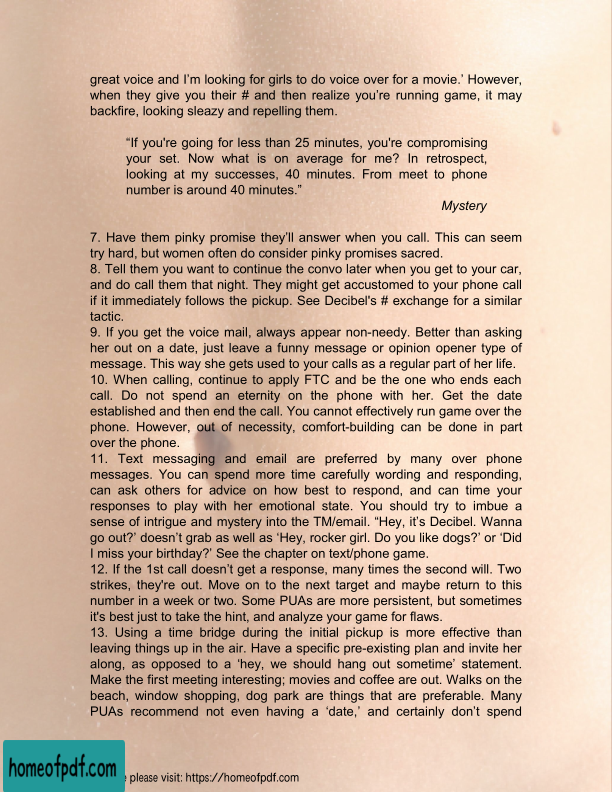 great voice and I'm looking for girls to do voice over for a movie.' However,
when they give you their # and then realize you're running game, it may
backfire, looking sleazy and repelling them.
“If you're going for less than 25 minutes, you're compromising
your set. Now what is on average for me? In retrospect,
looking at my successes, 40 minutes. From meet to phone
number is around 40 minutes.”
Mystery
7. Have them pinky promise they'll answer when you call. This can seem
try hard, but women often do consider pinky promises sacred.
8. Tell them you want to continue the convo later when you get to your car,
and do call them that night. They might get accustomed to your phone call
if it immediately follows the pickup. See Decibel's # exchange for a similar
tactic.
9. If you get the voice mail, always appear non-needy. Better than asking
her out on a date, just leave a funny message or opinion opener type of
message. This way she gets used to your calls as a regular part of her life.
10. When calling, continue to apply FTC and be the one who ends each
call. Do not spend an eternity on the phone with her. Get the date
established and then end the call. You cannot effectively run game over the
phone. However, out of necessity, comfort-building can be done in part
over the phone.
11. Text messaging and email are preferred by many over phone
messages. You can spend more time carefully wording and responding,
can ask others for advice on how best to respond, and can time your
responses to play with her emotional state. You should try to imbue a
sense of intrigue and mystery into the TM/email. “Hey, it's Decibel. Wanna
go out?' doesn't grab as well as ‘Hey, rocker girl. Do you like dogs?' or ‘Did
I miss your birthday?' See the chapter on text/phone game.
12. If the 1st call doesn't get a response, many times the second will. Two
strikes, they're out. Move on to the next target and maybe return to this
number in a week or two. Some PUAs are more persistent, but sometimes
it's best just to take the hint, and analyze your game for flaws.
13. Using a time bridge during the initial pickup is more effective than
leaving things up in the air. Have a specific pre-existing plan and invite her
along, as opposed to a ‘hey, we should hang out sometime' statement.
Make the first meeting interesting; movies and coffee are out. Walks on the
beach, window shopping, dog park are things that are preferable. Many
PUAs recommend not even having a ‘date,' and certainly don't spend
homeofpdf.com
please visit: https://homeofpdf.com